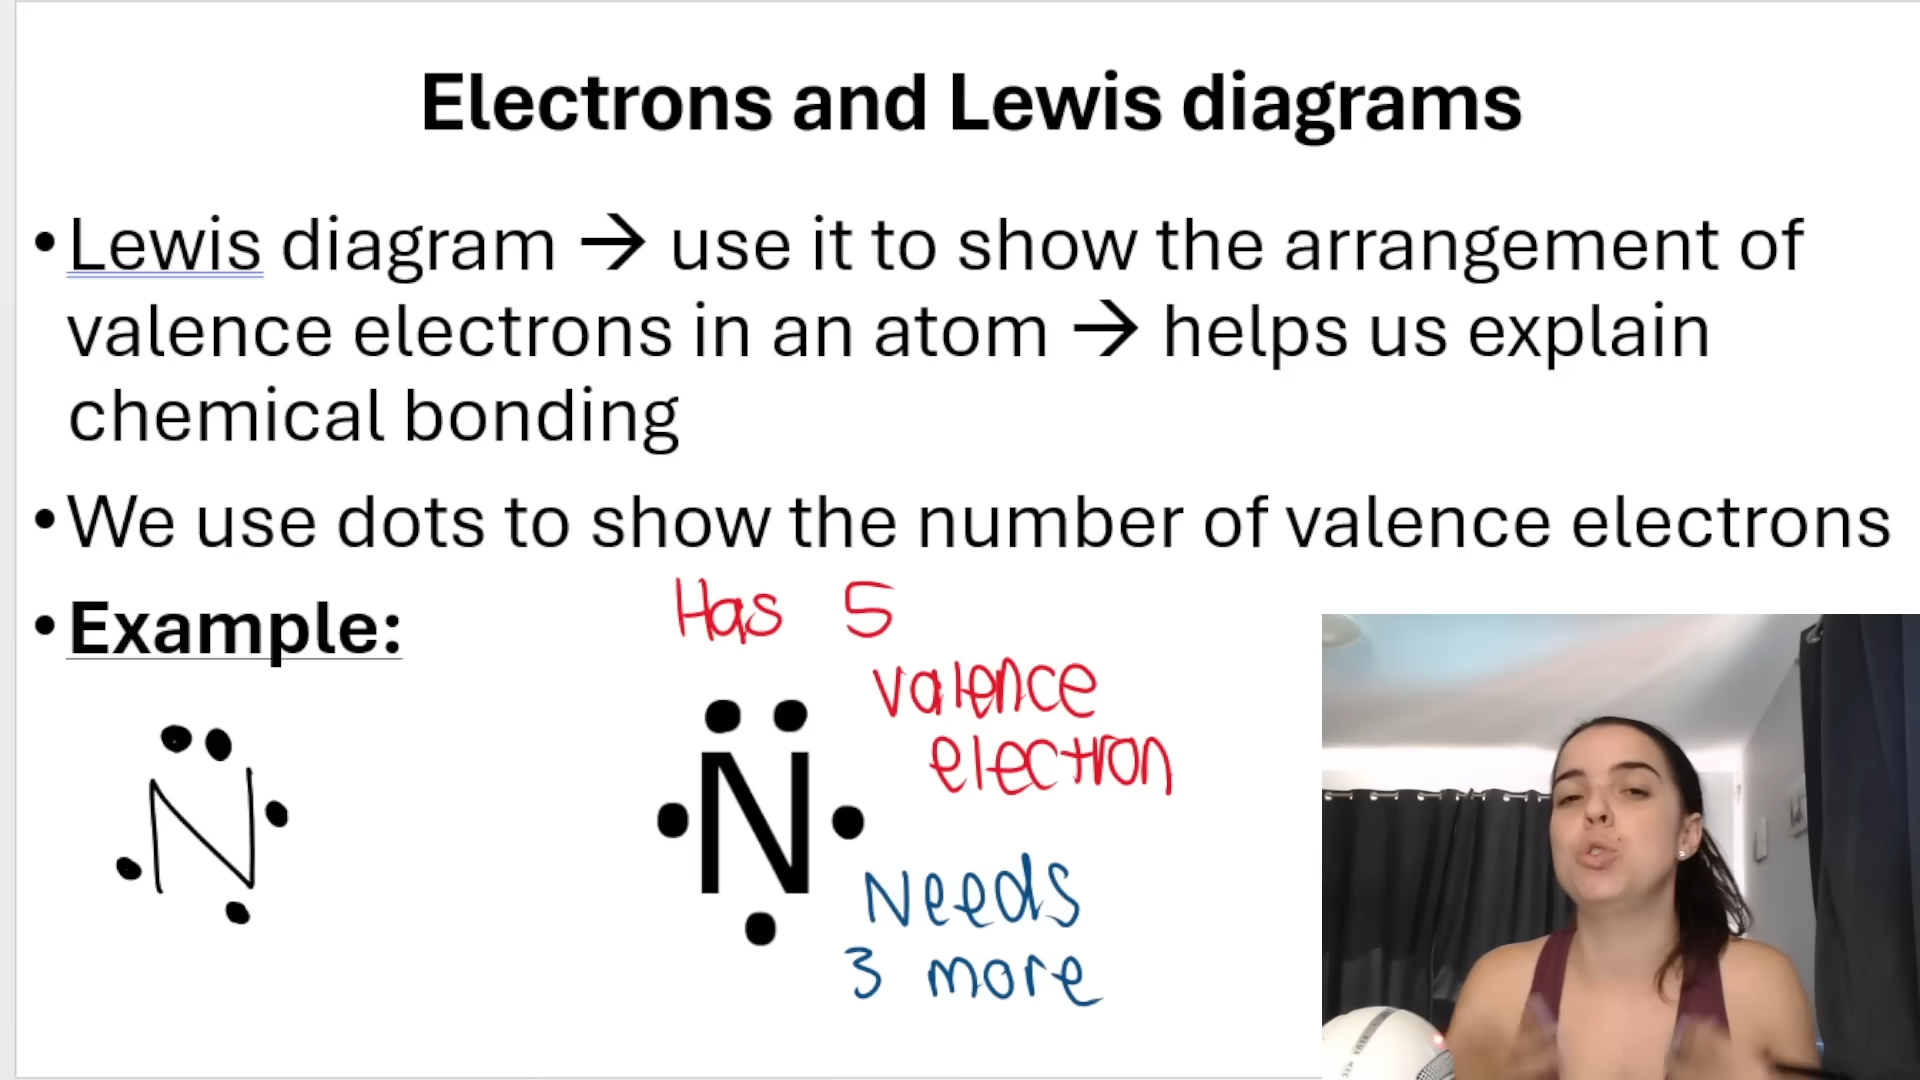 Electrons and Lewis diagrams
• Lewis diagram → use it to show the arrangement of
valence electrons in an atom → helps us explain
chemical bonding
• We use dots to show the number of valence electrons
• Example:
Has 5
valence
electron
N
N
Needs
3 more